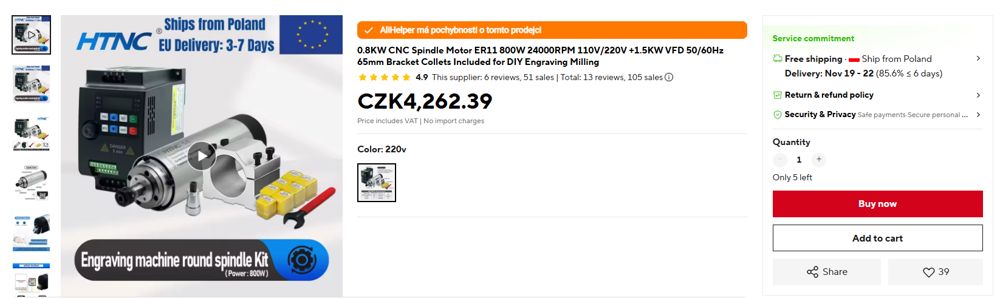 HTNC
Ships from Poland
EU Delivery: 3-7 Days
DANGER
Engraving machine round spindle Kit
( Power : 800W )
AliHelper má pochybnosti o tomto prodejci
0.8KW CNC Spindle Motor ER11 800W 24000RPM 110V/220V +1.5KW VFD 50/60Hz
65mm Bracket Collets Included for DIY Engraving Milling
4.9 This supplier: 6 reviews, 51 sales | Total: 13 reviews, 105 sales
CZK4,262.39
Price includes VAT | No import charges
Color: 220v
Service commitment
Free shipping · Ship from Poland
Delivery: Nov 19 - 22 (85.6% ≤ 6 days)
Return & refund policy
Security & Privacy Safe payments·Secure personal ...
Quantity
- 1 +
Only 5 left
Buy now
Add to cart
Share
39